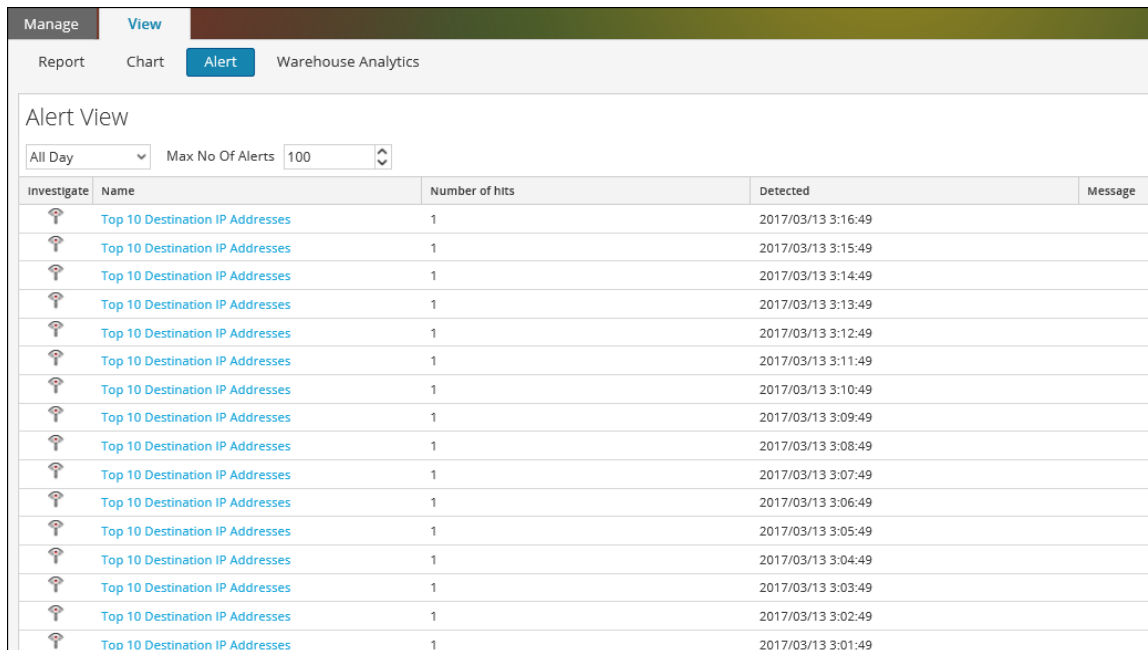 Manage View
Report Chart Alert Warehouse Analytics
Alert View
All Day Max No Of Alerts 100
Investigate Name Number of hits Detected Message
Top 10 Destination IP Addresses 1 2017/03/13 3:16:49
Top 10 Destination IP Addresses 1 2017/03/13 3:15:49
Top 10 Destination IP Addresses 1 2017/03/13 3:14:49
Top 10 Destination IP Addresses 1 2017/03/13 3:13:49
Top 10 Destination IP Addresses 1 2017/03/13 3:12:49
Top 10 Destination IP Addresses 1 2017/03/13 3:11:49
Top 10 Destination IP Addresses 1 2017/03/13 3:10:49
Top 10 Destination IP Addresses 1 2017/03/13 3:09:49
Top 10 Destination IP Addresses 1 2017/03/13 3:08:49
Top 10 Destination IP Addresses 1 2017/03/13 3:07:49
Top 10 Destination IP Addresses 1 2017/03/13 3:06:49
Top 10 Destination IP Addresses 1 2017/03/13 3:05:49
Top 10 Destination IP Addresses 1 2017/03/13 3:04:49
Top 10 Destination IP Addresses 1 2017/03/13 3:03:49
Top 10 Destination IP Addresses 1 2017/03/13 3:02:49
Top 10 Destination IP Addresses 1 2017/03/13 3:01:49